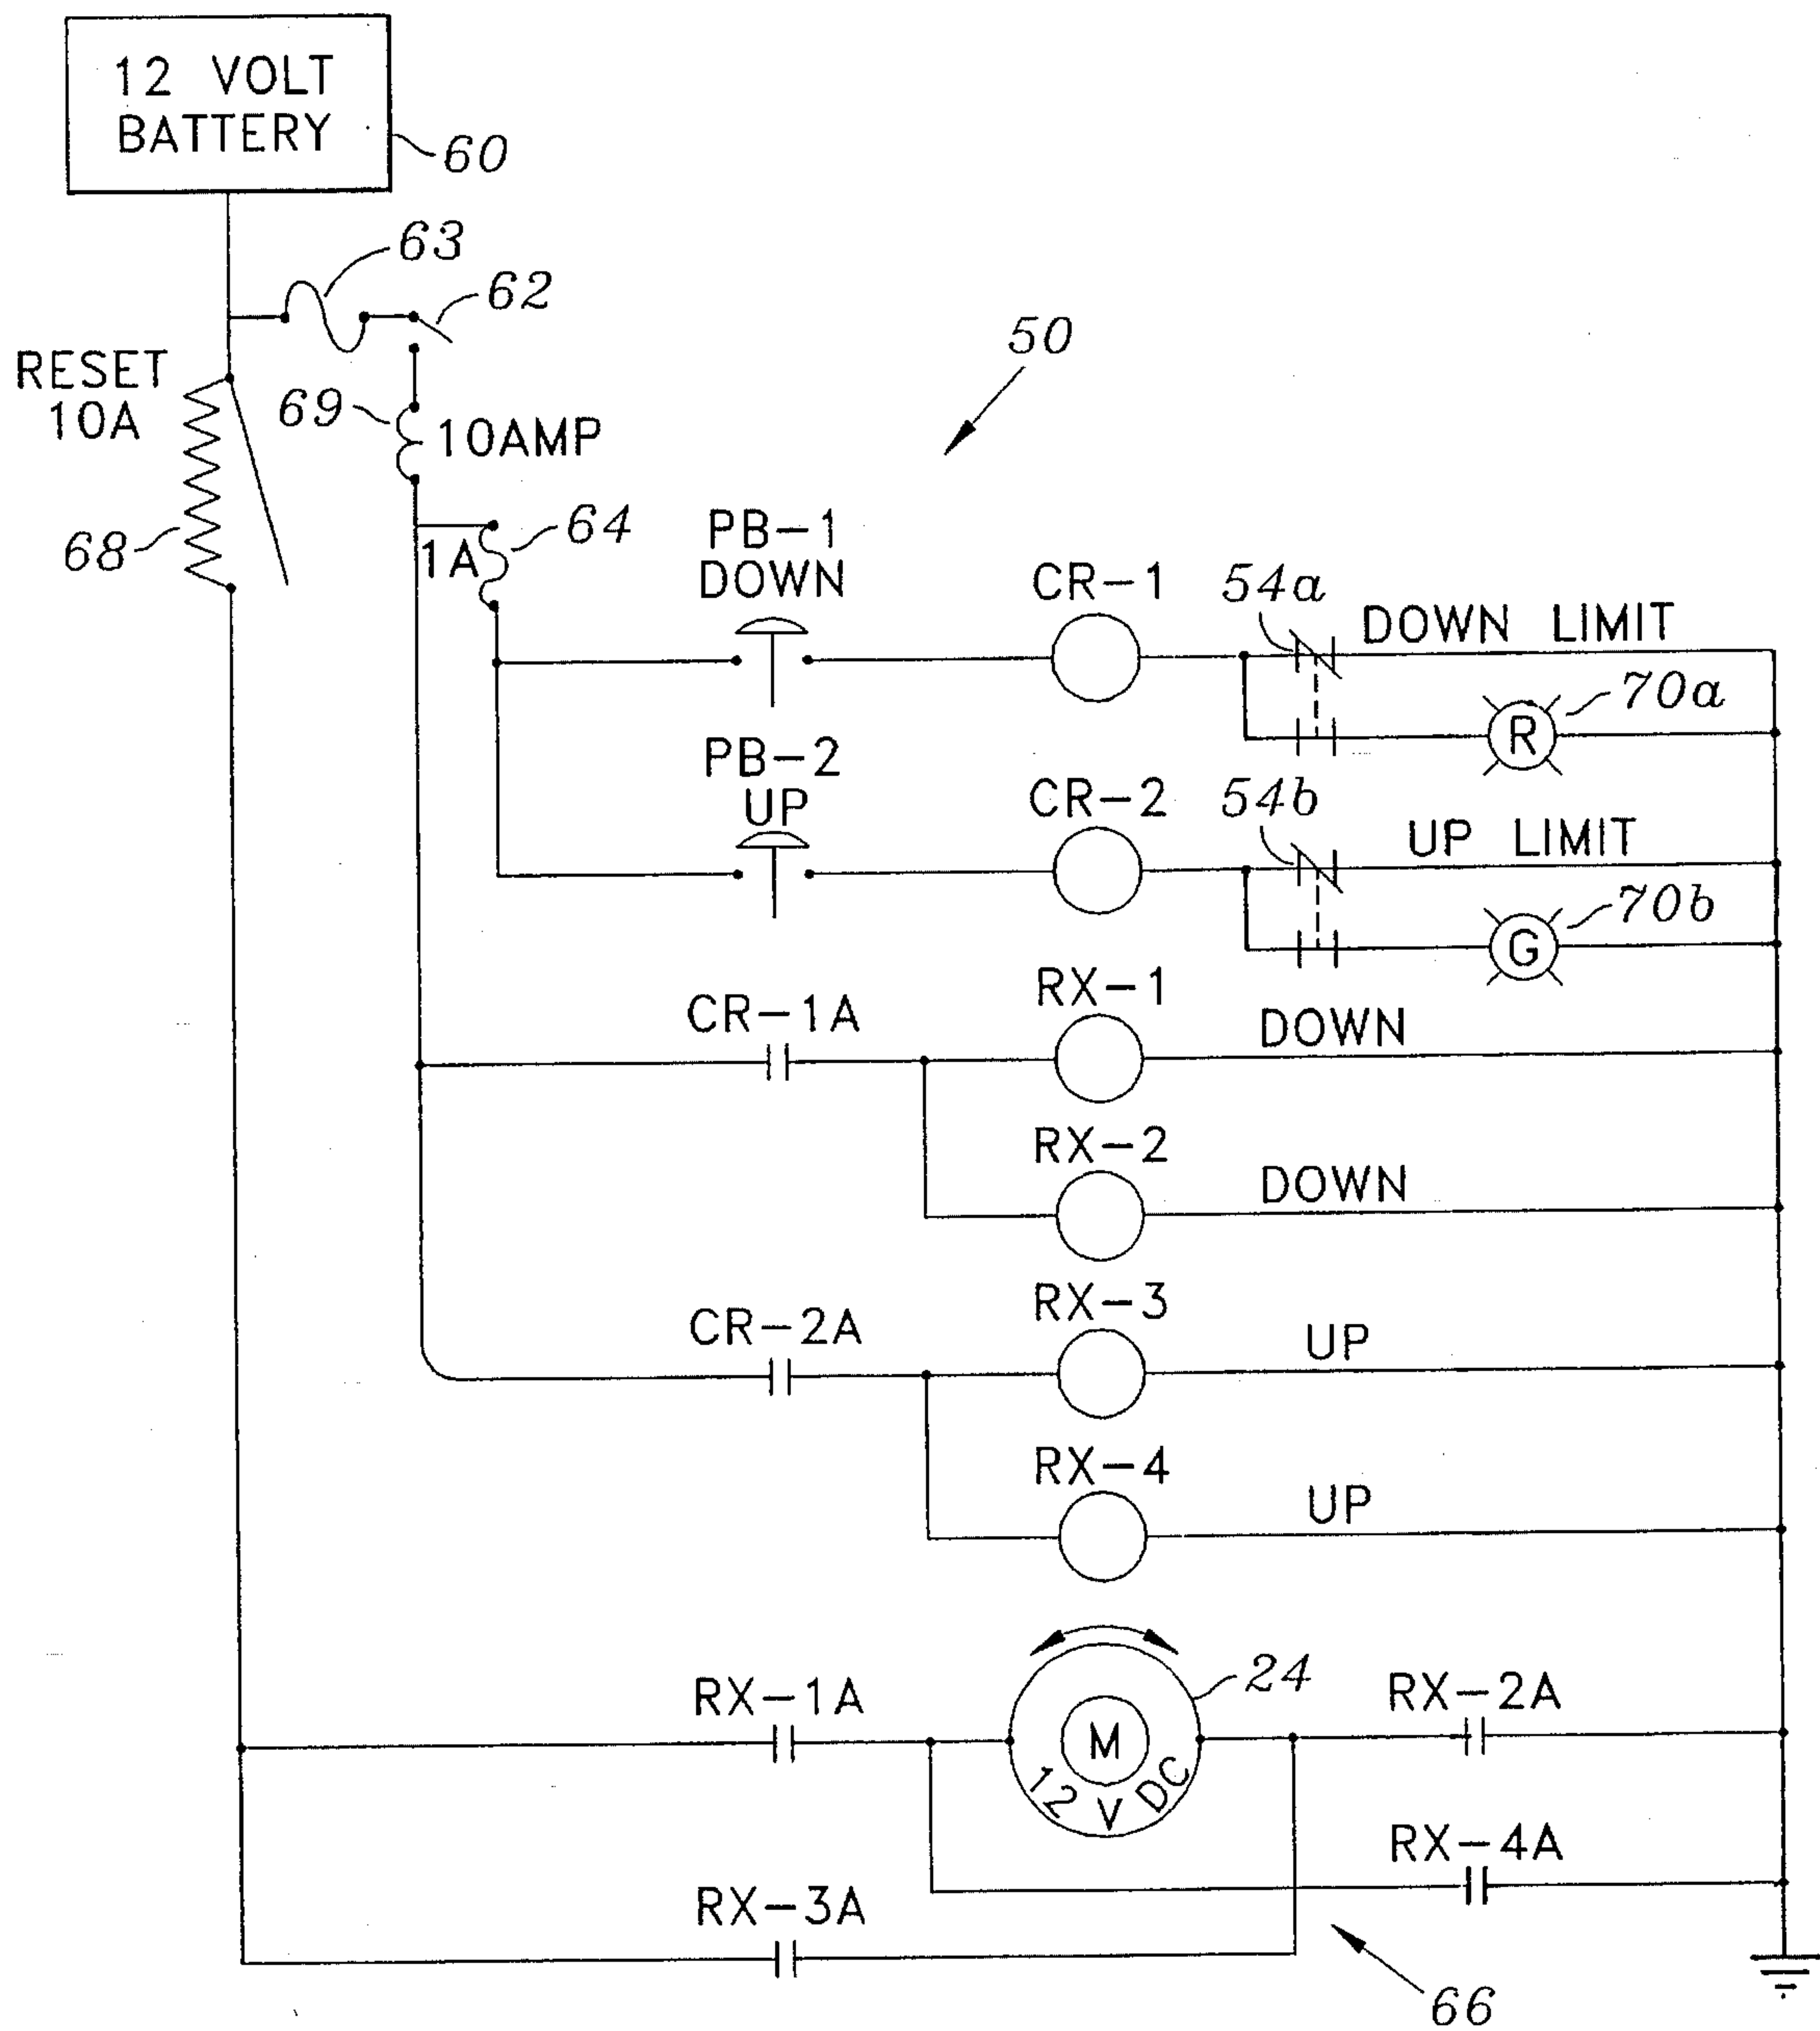 12 VOLT
BATTERY
60
63
62
50
RESET
10A
69
10AMP
68
1A
64
PB-1
DOWN
CR-1
54a
DOWN LIMIT
70a
R
PB-2
UP
CR-2
54b
UP LIMIT
70b
G
CR-1A
RX-1
DOWN
RX-2
DOWN
CR-2A
RX-3
UP
RX-4
UP
RX-1A
24
RX-2A
M
12 V DC
RX-4A
RX-3A
66